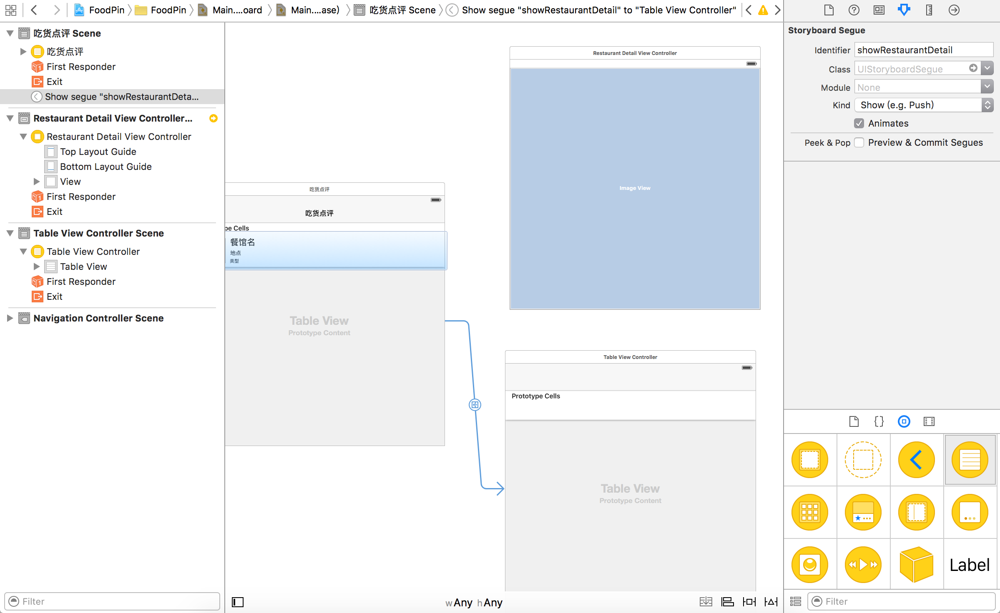 FoodPin FoodPin Main....oard Main....ase) 吃货点评 Scene Show segue "showRestaurantDetail" to "Table View Controller"
吃货点评 Scene
吃货点评
First Responder
Exit
Show segue "showRestaurantDeta...
Restaurant Detail View Controller...
Restaurant Detail View Controller
Top Layout Guide
Bottom Layout Guide
View
First Responder
Exit
Table View Controller Scene
Table View Controller
Table View
First Responder
Exit
Navigation Controller Scene
Filter
吃货点评
吃货点评
pe Cells
餐馆名
地点
类型
Table View
Prototype Content
Restaurant Detail View Controller
Image View
Table View Controller
Prototype Cells
Table View
Prototype Content
wAny hAny
Storyboard Segue
Identifier showRestaurantDetail
Class UIStoryboardSegue
Module None
Kind Show (e.g. Push)
Animates
Peek & Pop Preview & Commit Segues
Label
Filter